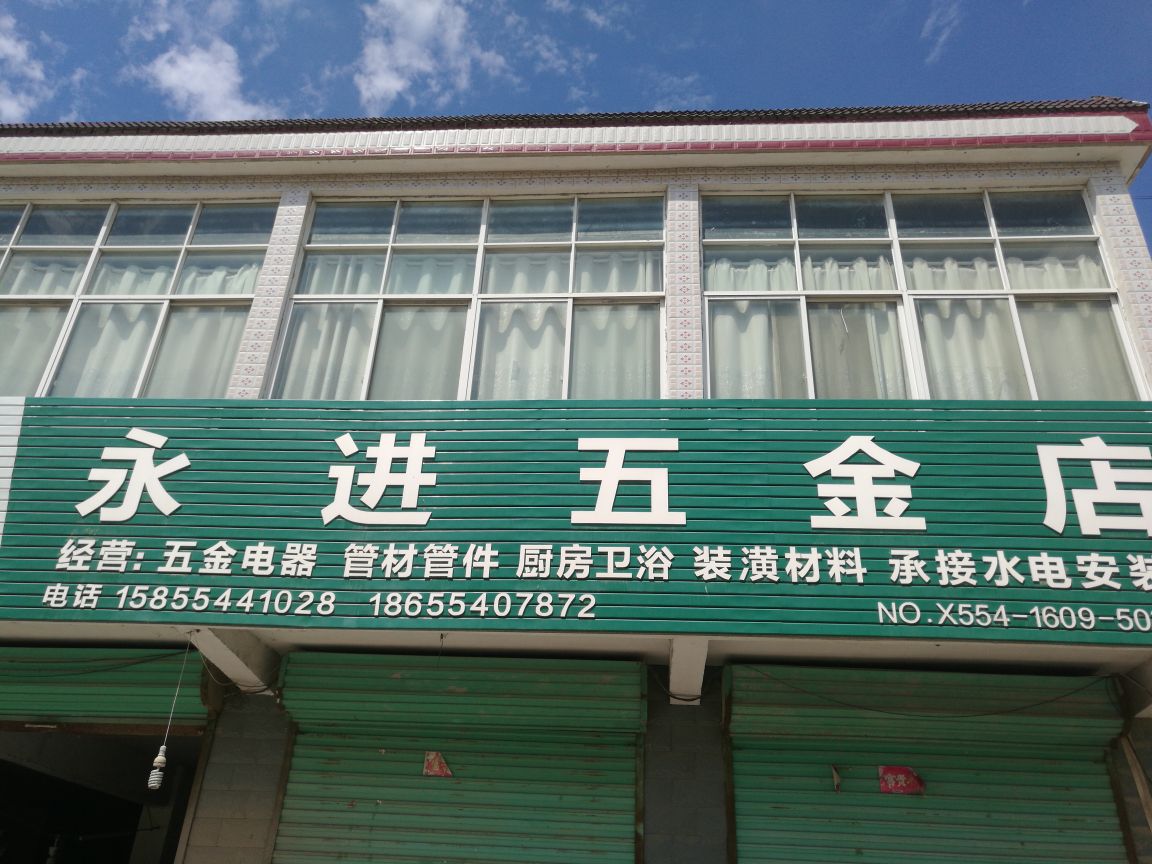 永进五金店
经营：五金电器 管材管件 厨房卫浴 装潢材料 承接水电安装
电话 15855441028 18655407872
NO.X554-1609-50